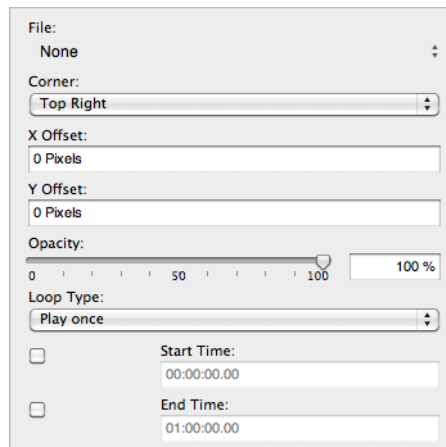 File:
None
Corner:
Top Right
X Offset:
0 Pixels
Y Offset:
0 Pixels
Opacity:
0 50 100
100 %
Loop Type:
Play once
Start Time:
00:00:00.00
End Time:
01:00:00.00